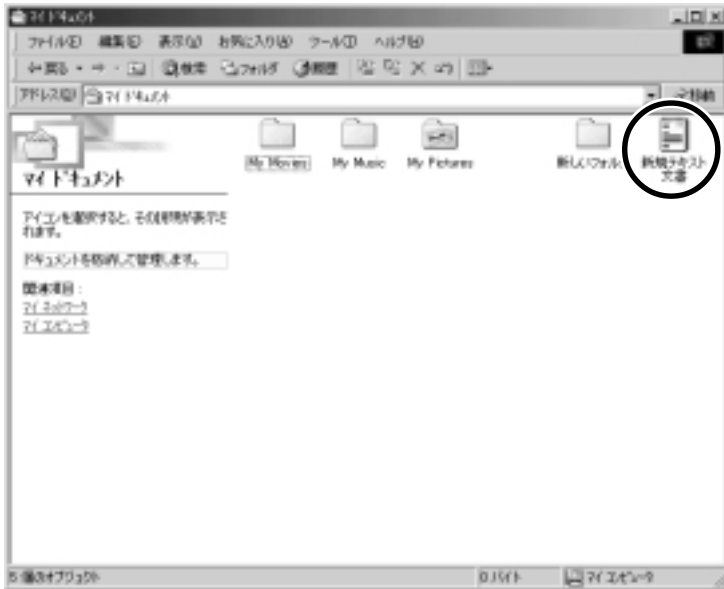 マイ ドキュメント
ファイル(F) 編集(E) 表示(V) お気に入り(A) ツール(T) ヘルプ(H)
戻る 検索 フォルダ 履歴
アドレス(D) マイ ドキュメント 移動
My Movies My Music My Pictures 新しいフォルダ 新規テキスト
文書
マイ ドキュメント
アイコンを選択すると、その説明が表示さ
れます。
ドキュメントを格納して管理します。
関連項目:
マイ ネットワーク
マイ コンピュータ
5 個のオブジェクト 0 バイト マイ コンピュータ